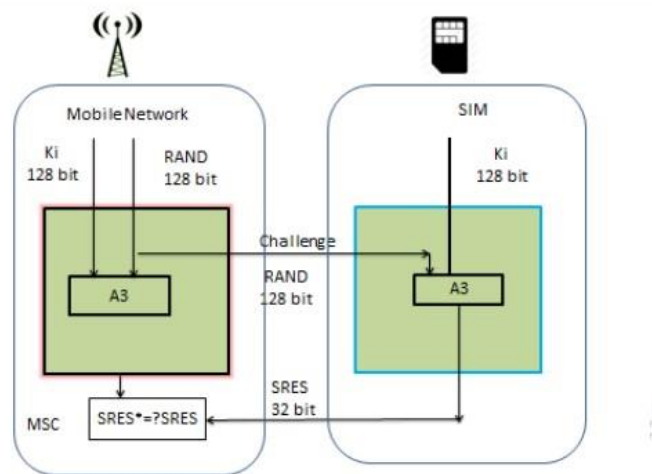 Mobile Network
SIM
Ki
128 bit
RAND
128 bit
Ki
128 bit
Challenge
RAND
128 bit
A3
A3
SRES
32 bit
MSC
SRES*=?SRES